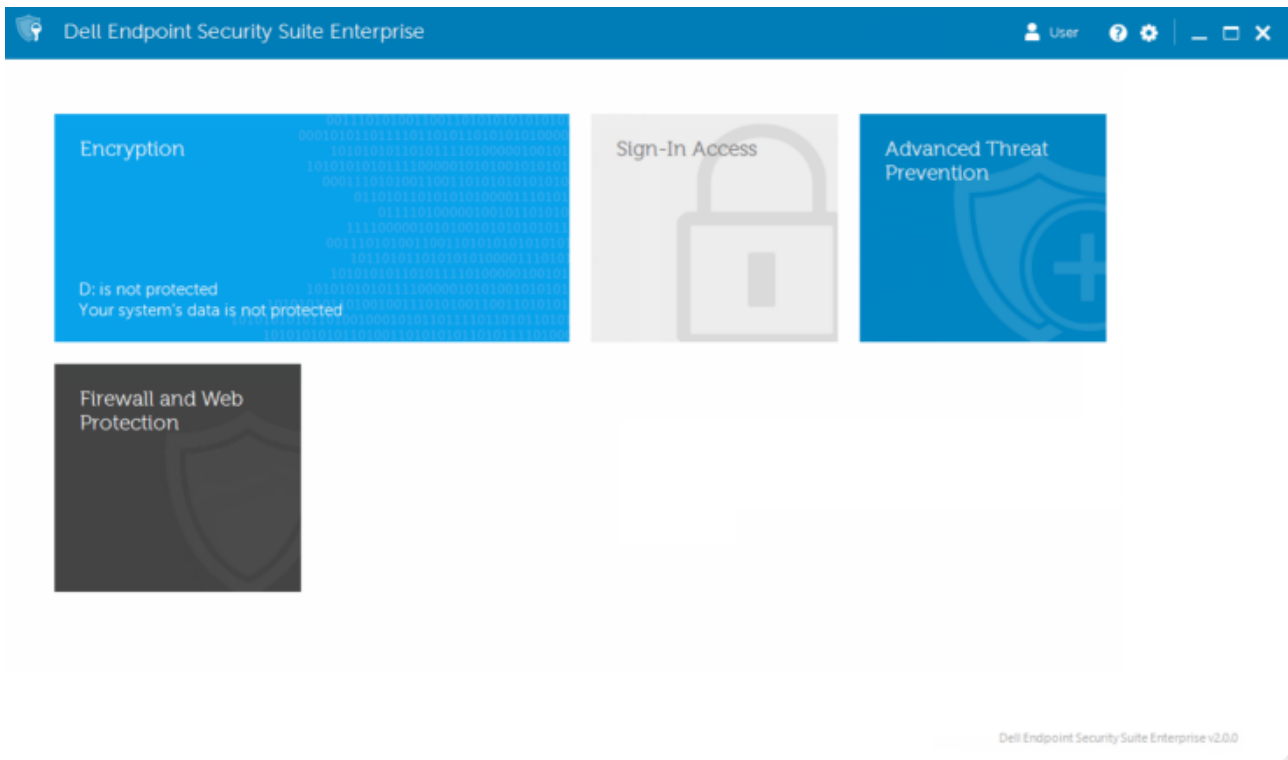 Dell Endpoint Security Suite Enterprise
User
Encryption
D: is not protected
Your system's data is not protected
Sign-In Access
Advanced Threat
Prevention
Firewall and Web
Protection
Dell Endpoint Security Suite Enterprise v2.0.0